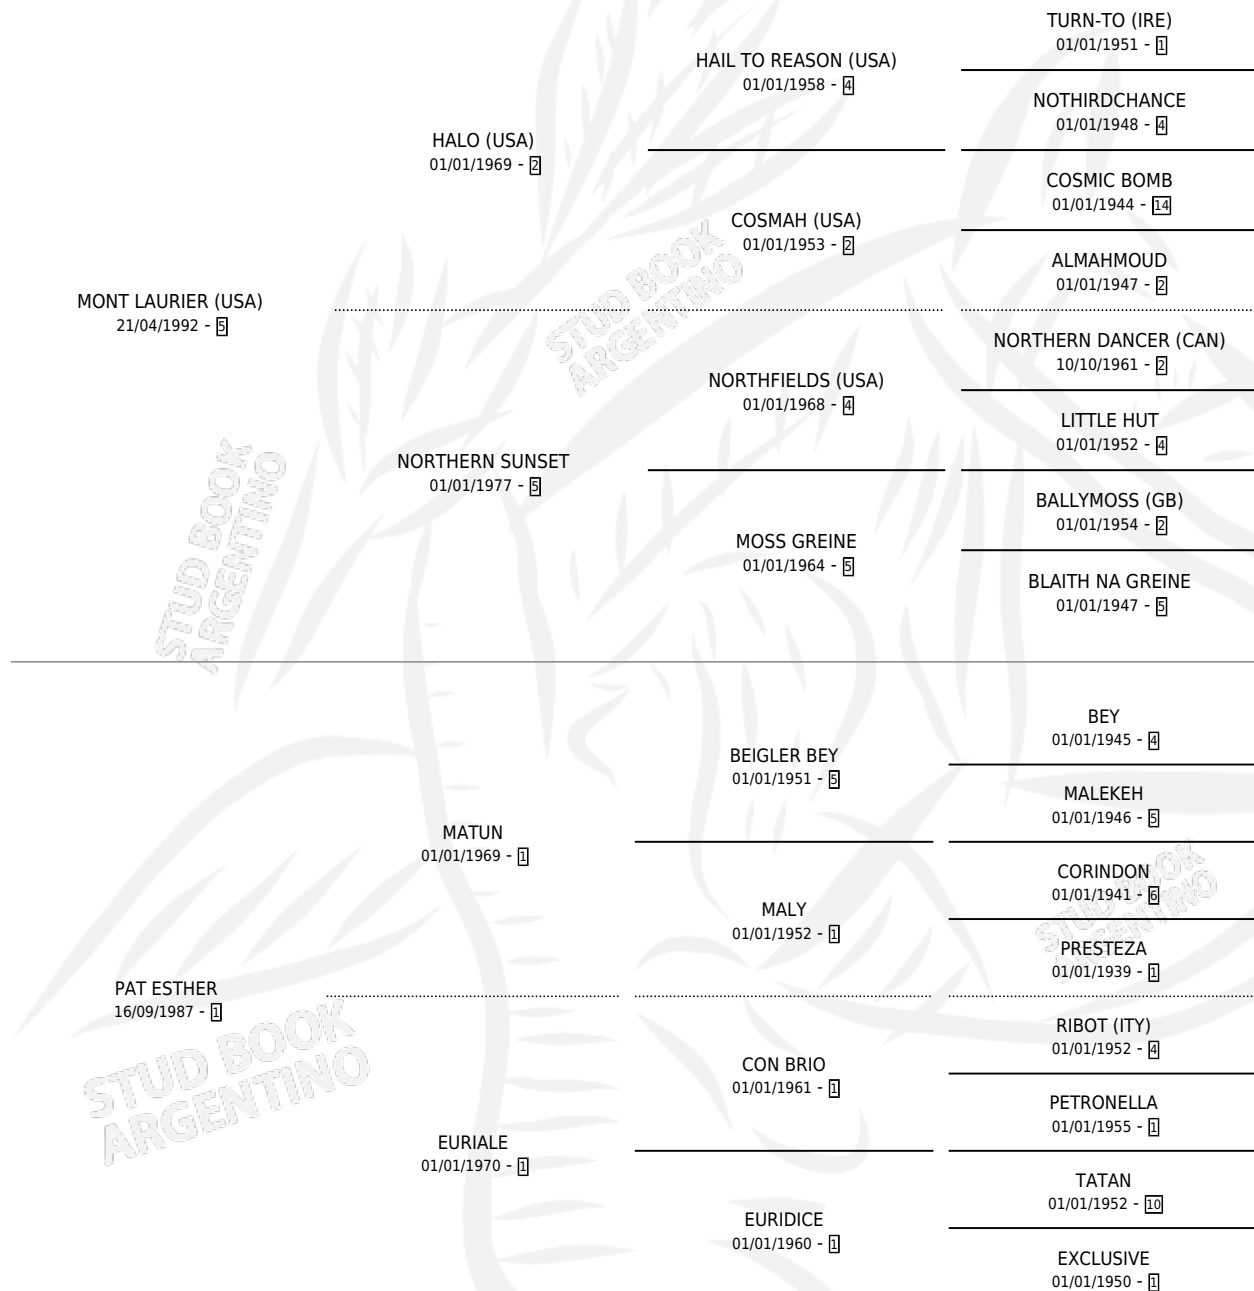 TURN-TO (IRE)
01/01/1951 - 1
HAIL TO REASON (USA)
01/01/1958 - 4
NOTHIRDCHANCE
01/01/1948 - 4
HALO (USA)
01/01/1969 - 2
COSMIC BOMB
01/01/1944 - 14
COSMAH (USA)
01/01/1953 - 2
ALMAHMOUD
01/01/1947 - 2
MONT LAURIER (USA)
21/04/1992 - 5
NORTHERN DANCER (CAN)
10/10/1961 - 2
NORTHFIELDS (USA)
01/01/1968 - 4
LITTLE HUT
01/01/1952 - 4
NORTHERN SUNSET
01/01/1977 - 5
BALLYMOSS (GB)
01/01/1954 - 2
MOSS GREINE
01/01/1964 - 5
BLAITH NA GREINE
01/01/1947 - 5
BEY
01/01/1945 - 4
BEIGLER BEY
01/01/1951 - 5
MALEKEH
01/01/1946 - 5
MATUN
01/01/1969 - 1
CORINDON
01/01/1941 - 6
MALY
01/01/1952 - 1
PRESTEZA
01/01/1939 - 1
PAT ESTHER
16/09/1987 - 1
RIBOT (ITY)
01/01/1952 - 4
CON BRIO
01/01/1961 - 1
PETRONELLA
01/01/1955 - 1
EURIALE
01/01/1970 - 1
TATAN
01/01/1952 - 10
EURIDICE
01/01/1960 - 1
EXCLUSIVE
01/01/1950 - 1
STUD BOOK
ARGENTINO
STUD BOOK
ARGENTINO
STUD BOOK
ARGENTINO
STUD BOOK
ARGENTINO